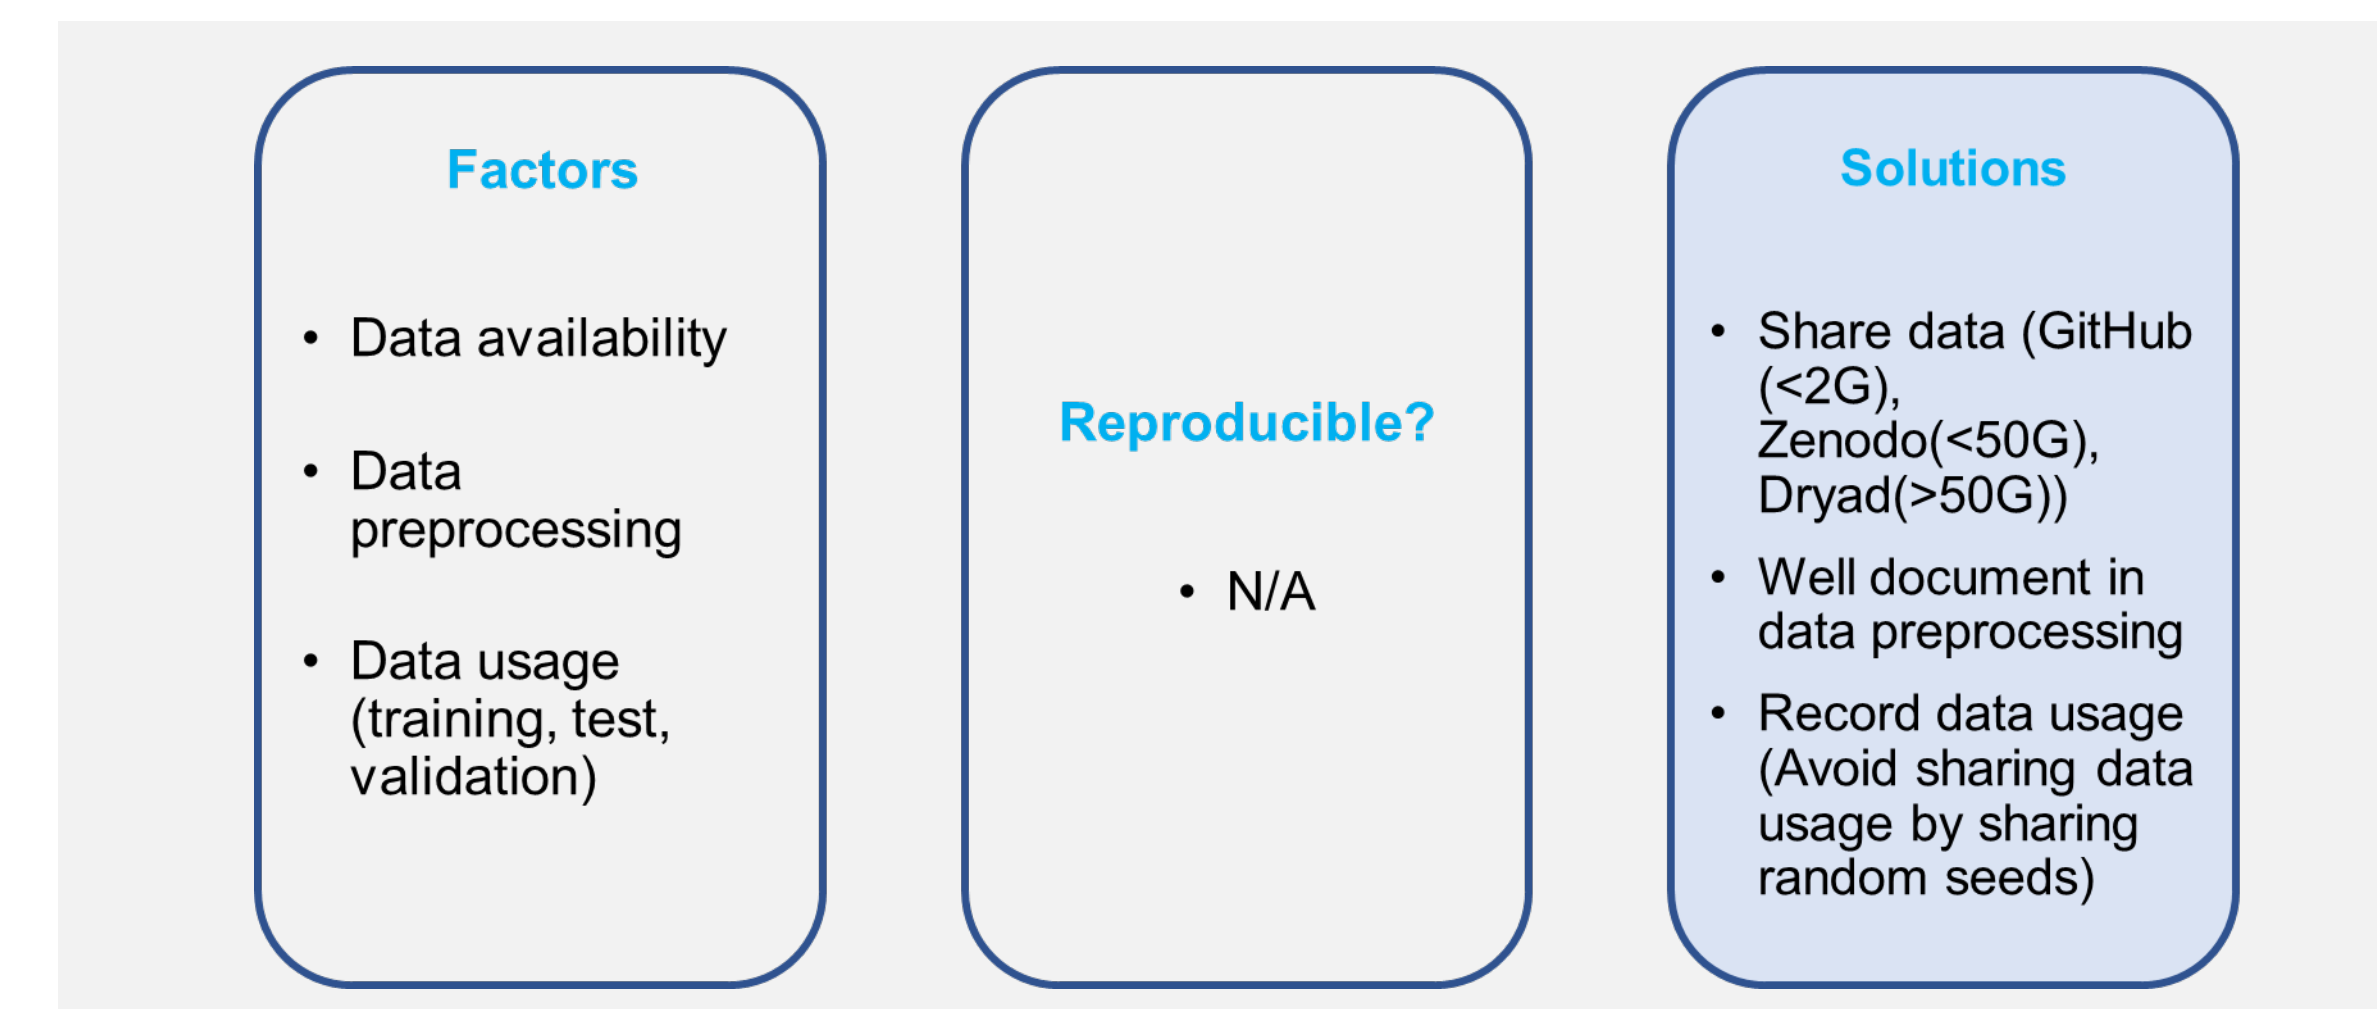 Factors
• Data availability
• Data
preprocessing
• Data usage
(training, test,
validation)
Reproducible?
• N/A
Solutions
• Share data (GitHub
(<2G),
Zenodo(<50G),
Dryad(>50G))
• Well document in
data preprocessing
• Record data usage
(Avoid sharing data
usage by sharing
random seeds)